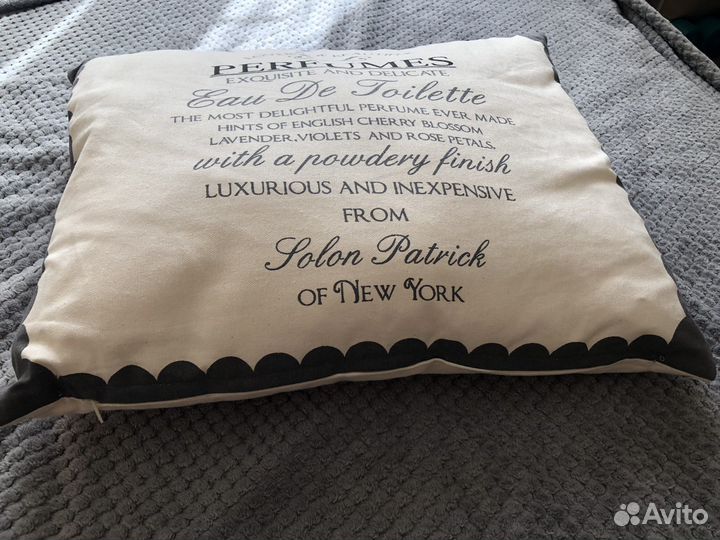 PERFUMES
EXQUISITE AND DELICATE
Eau De Toilette
THE MOST DELIGHTFUL PERFUME EVER MADE
HINTS OF ENGLISH CHERRY BLOSSOM
LAVENDER, VIOLETS AND ROSE PETALS,
with a powdery finish
LUXURIOUS AND INEXPENSIVE
FROM
Solon Patrick
OF NEW YORK
Avito